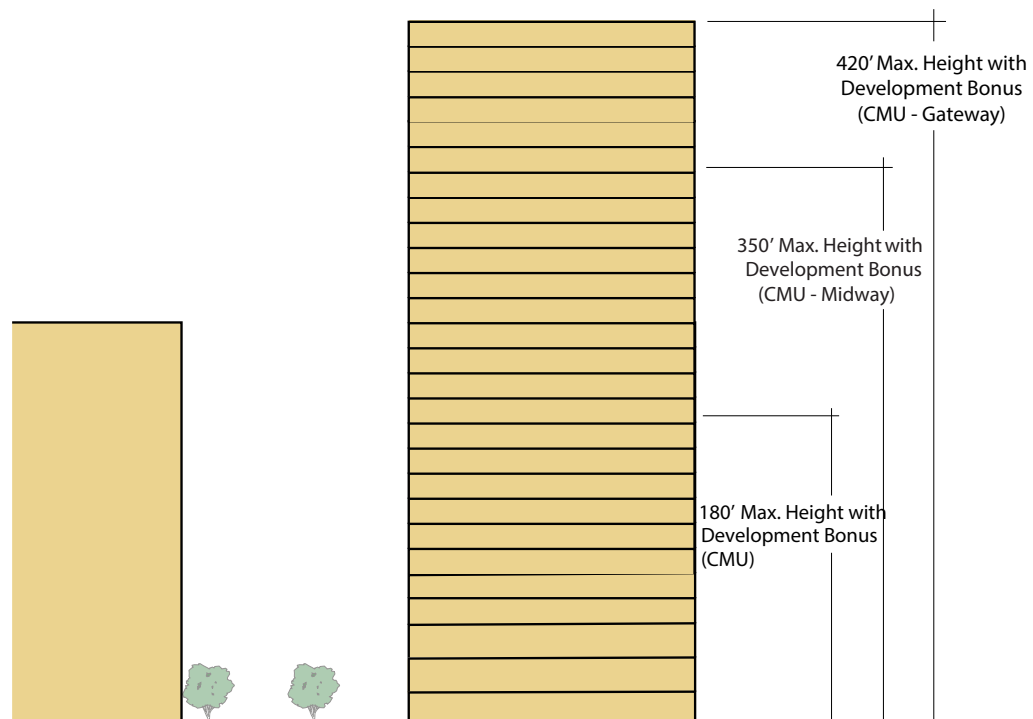 420’ Max. Height with
Development Bonus
(CMU - Gateway)
350’ Max. Height with
Development Bonus
(CMU - Midway)
180’ Max. Height with
Development Bonus
(CMU)